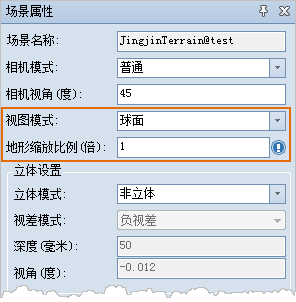 场景属性
场景名称: JingjinTerrain@test
相机模式: 普通
相机视角(度): 45
视图模式: 球面
地形缩放比例(倍): 1
立体设置
立体模式: 非立体
视差模式: 负视差
深度(毫米): 50
视角(度): -0.012